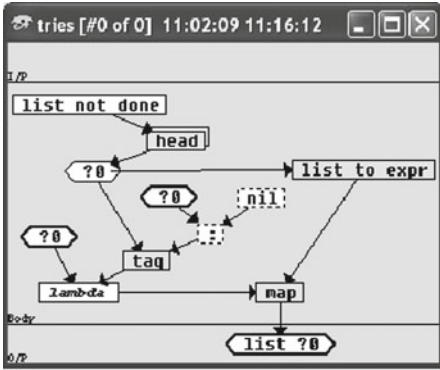 tries [#0 of 0] 11:02:09 11:16:12
I/P
list not done
head
?0
list to expr
?0
nil
:
?0
taq
lambda
map
Body
list ?0
O/P